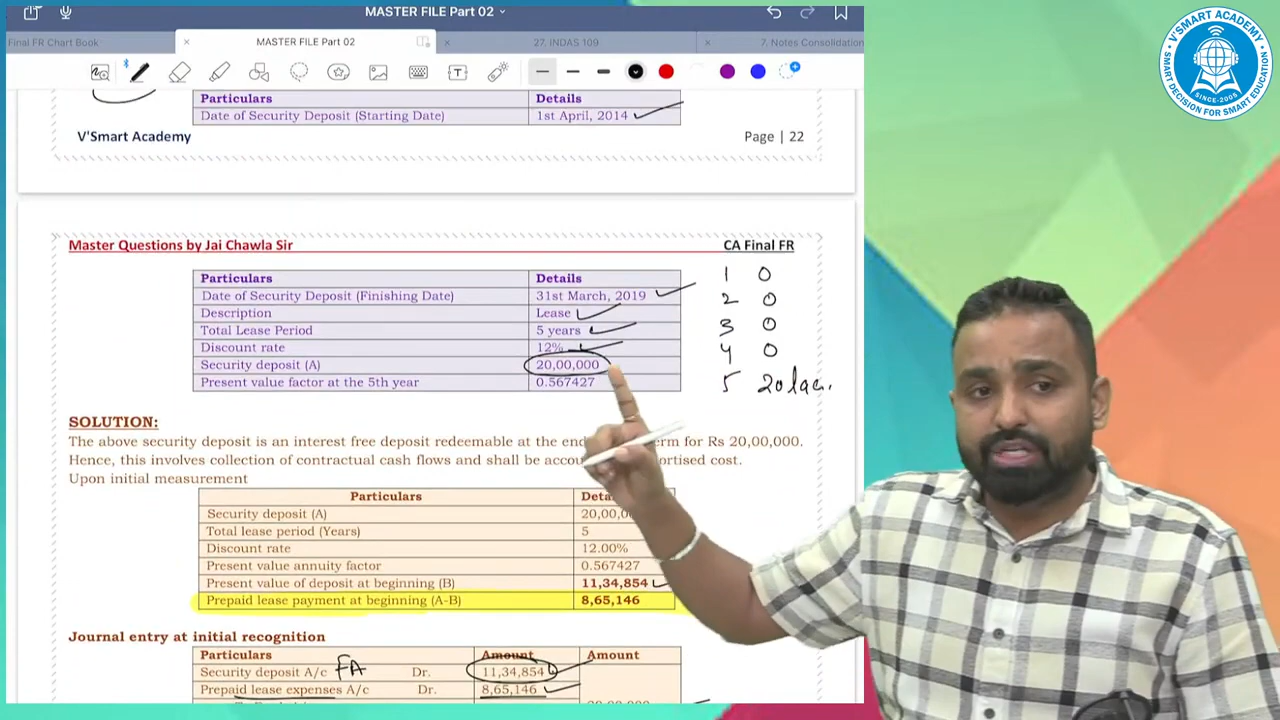 MASTER FILE Part 02
Final FR Chart Book
MASTER FILE Part 02
27. INDAS 109
7. Notes Consolidation
Particulars Details
Date of Security Deposit (Starting Date) 1st April, 2014
V'Smart Academy Page | 22
Master Questions by Jai Chawla Sir CA Final FR
Particulars Details
Date of Security Deposit (Finishing Date) 31st March, 2019
Description Lease
Total Lease Period 5 years
Discount rate 12%
Security deposit (A) 20,00,000
Present value factor at the 5th year 0.567427
1 0
2 0
3 0
4 0
5 20 lac.
SOLUTION:
The above security deposit is an interest free deposit redeemable at the end term for Rs 20,00,000.
Hence, this involves collection of contractual cash flows and shall be cost.
Upon initial measurement
Particulars
Security deposit (A)
Total lease period (Years) 5
Discount rate 12.00%
Present value annuity factor 0.567427
Present value of deposit at beginning (B) 11,34,854
Prepaid lease payment at beginning (A-B) 8,65,146
Journal entry at initial recognition
Particulars Amount Amount
Security deposit A/c FA Dr. 11,34,854
Prepaid lease expenses A/c Dr. 8,65,146
V'SMART ACADEMY
SINCE-2005
SMART DECISION FOR SMART EDUCATION